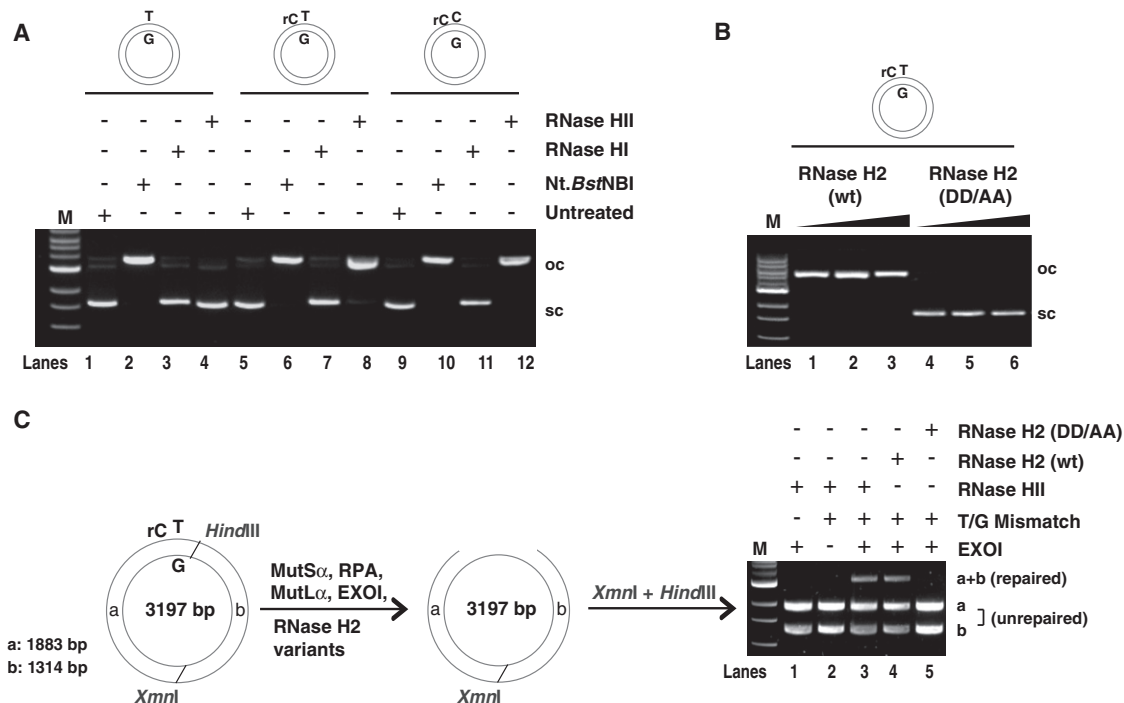 A
T
G
rC T
G
rC C
G
- - - + - - - + - - - + RNase HII
- - + - - - + - - - + - RNase HI
- + - - - + - - - + - - Nt.BstNBI
M + - - - + - - - + - - - Untreated
oc
sc
Lanes 1 2 3 4 5 6 7 8 9 10 11 12
B
rC T
G
RNase H2 (wt)
RNase H2 (DD/AA)
M
oc
sc
Lanes 1 2 3 4 5 6
C
rC T HindIII
G
a 3197 bp b
a: 1883 bp
b: 1314 bp
XmnI
MutSα, RPA,
MutLα, EXOI,
RNase H2
variants
a 3197 bp b
XmnI
XmnI + HindIII
- - - - + RNase H2 (DD/AA)
- - - + - RNase H2 (wt)
+ + + - - RNase HII
- + + + + T/G Mismatch
M + - + + + EXOI
a+b (repaired)
a
] (unrepaired)
b
Lanes 1 2 3 4 5